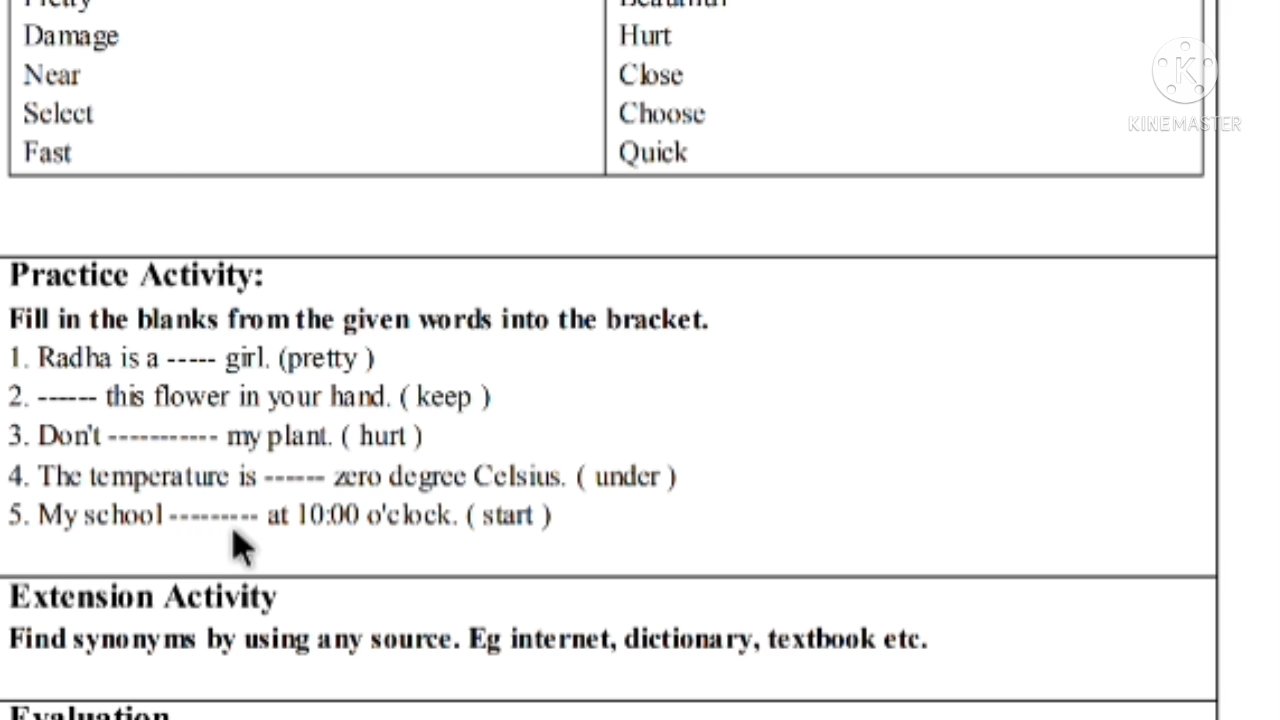 Pretty Beautiful
Damage Hurt
Near Close
Select Choose
Fast Quick
KINEMASTER
Practice Activity:
Fill in the blanks from the given words into the bracket.
1. Radha is a ----- girl. (pretty )
2. ------ this flower in your hand. ( keep )
3. Don't ----------- my plant. ( hurt )
4. The temperature is ------ zero degree Celsius. ( under )
5. My school --------- at 10:00 o'clock. ( start )
Extension Activity
Find synonyms by using any source. Eg internet, dictionary, textbook etc.
Evaluation